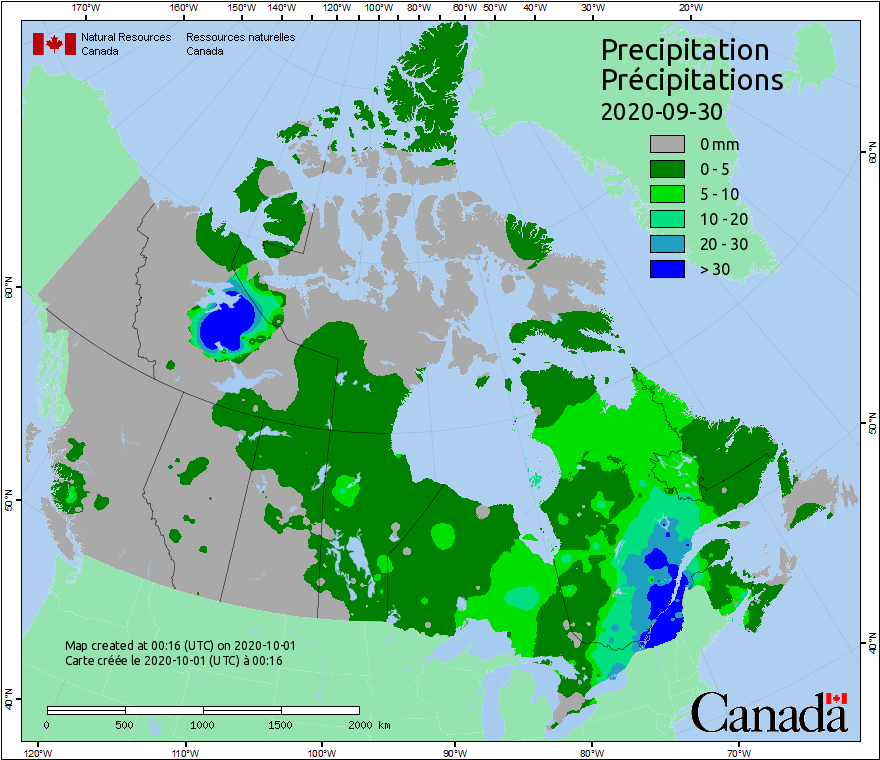 170°W 160°W 150°W 140°W 120°W 100°W 80°W 60°W 50°W 40°W 30°W 20°W
Natural Resources Ressources naturelles
Canada Canada
Precipitation
Précipitations
2020-09-30
0 mm
0 - 5
5 - 10
10 - 20
20 - 30
> 30
60°N 60°N
50°N 50°N
40°N 40°N
Map created at 00:16 (UTC) on 2020-10-01
Carte créée le 2020-10-01 (UTC) à 00:16
0 500 1000 1500 2000 km
Canada
120°W 110°W 100°W 90°W 80°W 70°W